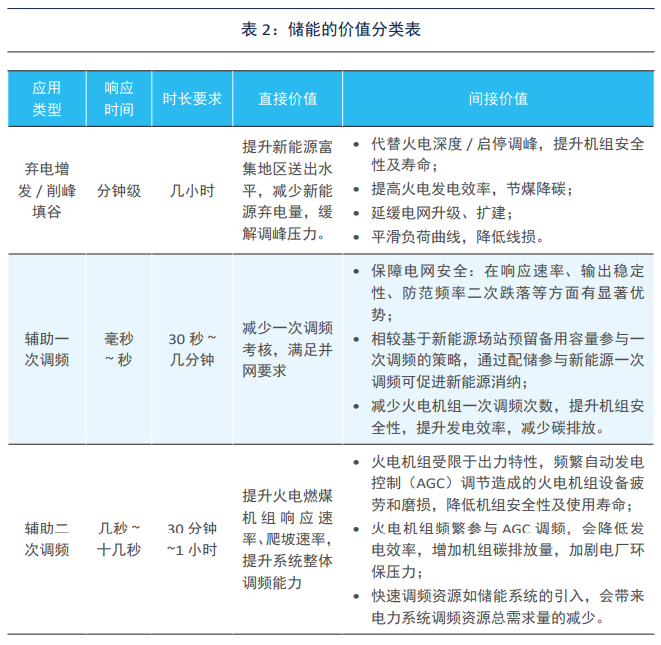 表 2：储能的价值分类表
应用
类型
响应
时间
时长要求
直接价值
间接价值
弃电增
发 / 削峰
填谷
分钟级
几小时
提升新能源富
集地区送出水
平，减少新能
源弃电量，缓
解调峰压力。
• 代替火电深度 / 启停调峰，提升机组安全
性及寿命；
• 提高火电发电效率，节煤降碳；
• 延缓电网升级、扩建；
• 平滑负荷曲线，降低线损。
辅助一
次调频
毫秒
~ 秒
30 秒 ~
几分钟
减少一次调频
考核，满足并
网要求
• 保障电网安全：在响应速率、输出稳定
性、防范频率二次跌落等方面有显著优
势；
• 相较基于新能源场站预留备用容量参与一
次调频的策略，通过配储参与新能源一次
调频可促进新能源消纳；
• 减少火电机组一次调频次数，提升机组安
全性，提升发电效率，减少碳排放。
辅助二
次调频
几秒 ~
十几秒
30 分钟
~1 小时
提升火电燃煤
机组响应速
率、爬坡速率，
提升系统整体
调频能力
• 火电机组受限于出力特性，频繁自动发电
控制（AGC）调节造成的火电机组设备疲
劳和磨损，降低机组安全性及使用寿命；
• 火电机组频繁参与 AGC 调频，会降低发
电效率，增加机组碳排放量，加剧电厂环
保压力；
• 快速调频资源如储能系统的引入，会带来
电力系统调频资源总需求量的减少。